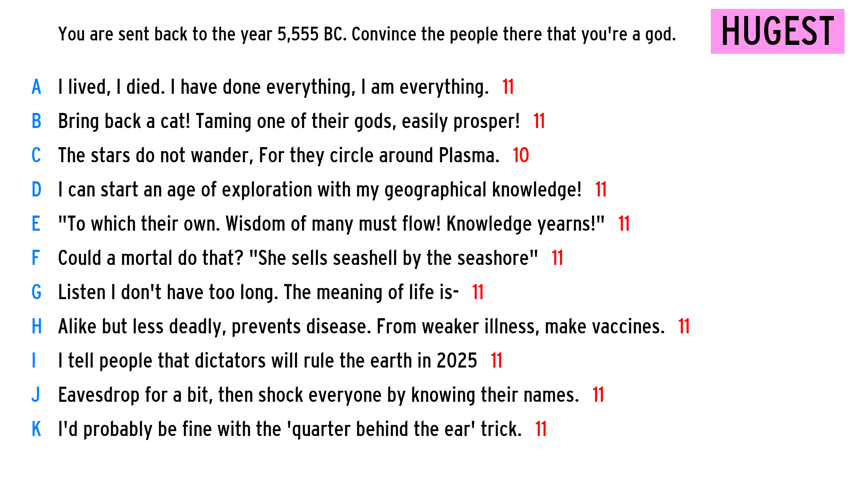 You are sent back to the year 5,555 BC. Convince the people there that you're a god.
HUGEST
A I lived, I died. I have done everything, I am everything. 11
B Bring back a cat! Taming one of their gods, easily prosper! 11
C The stars do not wander, For they circle around Plasma. 10
D I can start an age of exploration with my geographical knowledge! 11
E "To which their own. Wisdom of many must flow! Knowledge yearns!" 11
F Could a mortal do that? "She sells seashell by the seashore" 11
G Listen I don't have too long. The meaning of life is- 11
H Alike but less deadly, prevents disease. From weaker illness, make vaccines. 11
I I tell people that dictators will rule the earth in 2025 11
J Eavesdrop for a bit, then shock everyone by knowing their names. 11
K I'd probably be fine with the 'quarter behind the ear' trick. 11